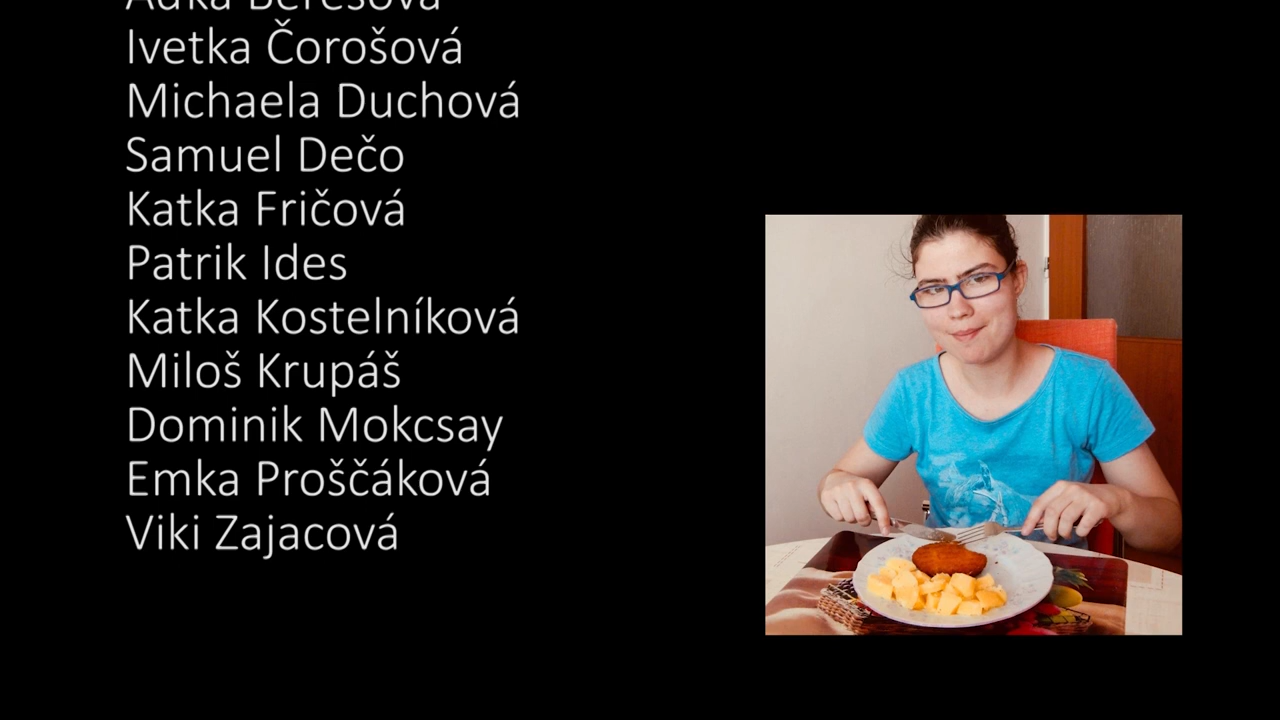 Ivetka Čorošová
Michaela Duchová
Samuel Dečo
Katka Fričová
Patrik Ides
Katka Kostelníková
Miloš Krupáš
Dominik Mokcsay
Emka Proščáková
Viki Zajacová